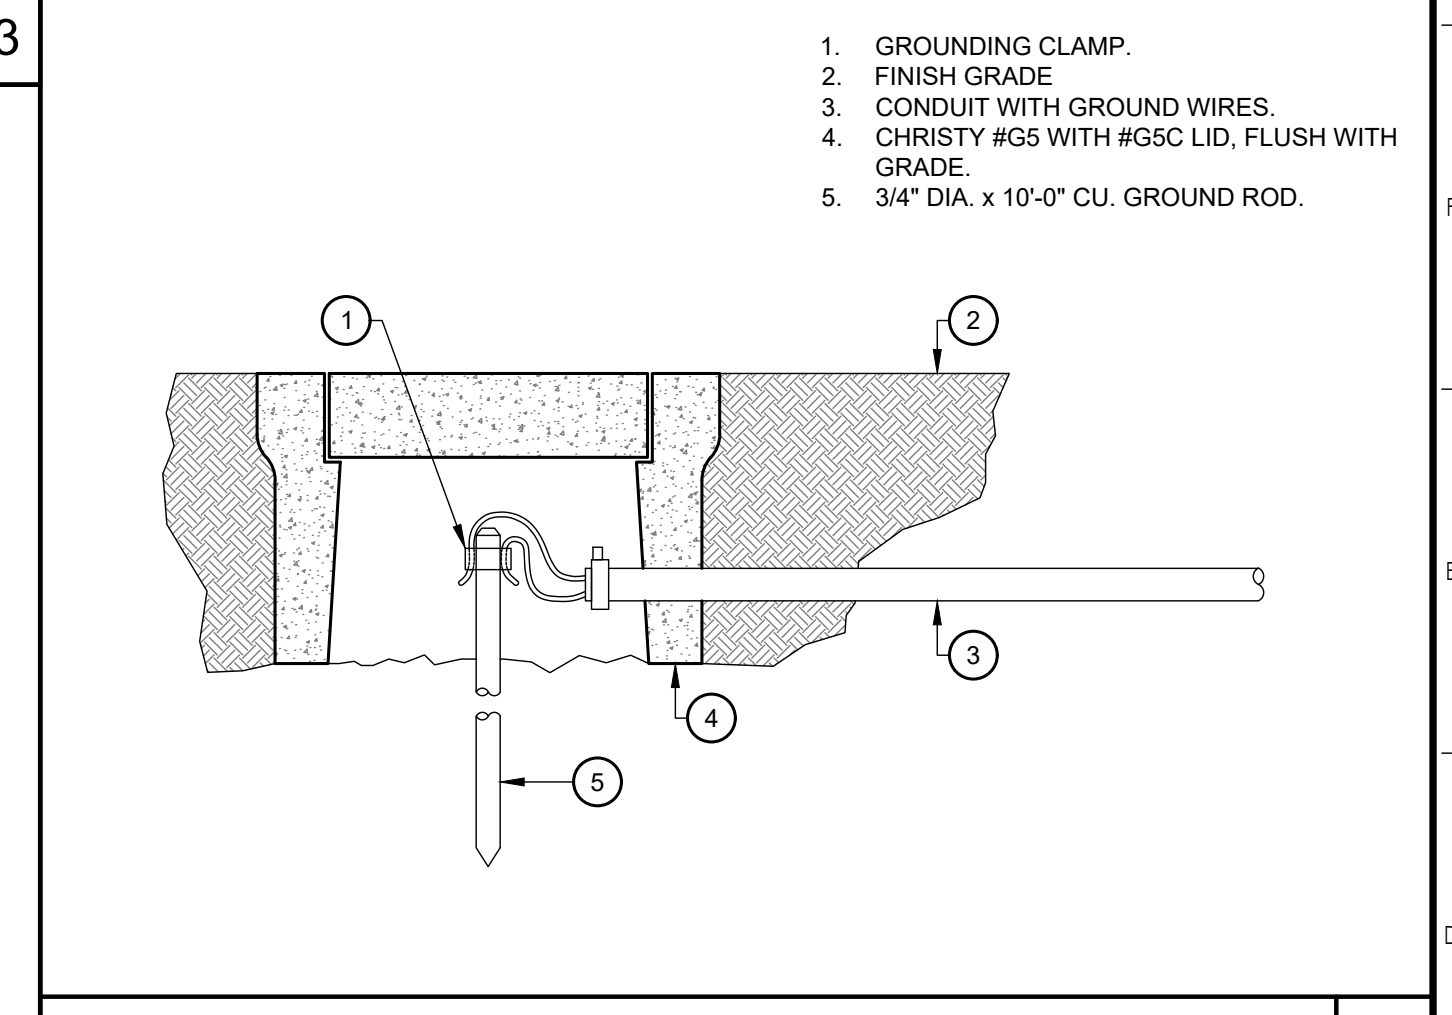 3
1. GROUNDING CLAMP.
2. FINISH GRADE
3. CONDUIT WITH GROUND WIRES.
4. CHRISTY #G5 WITH #G5C LID, FLUSH WITH
GRADE.
5. 3/4" DIA. x 10'-0" CU. GROUND ROD.
1
2
3
4
5